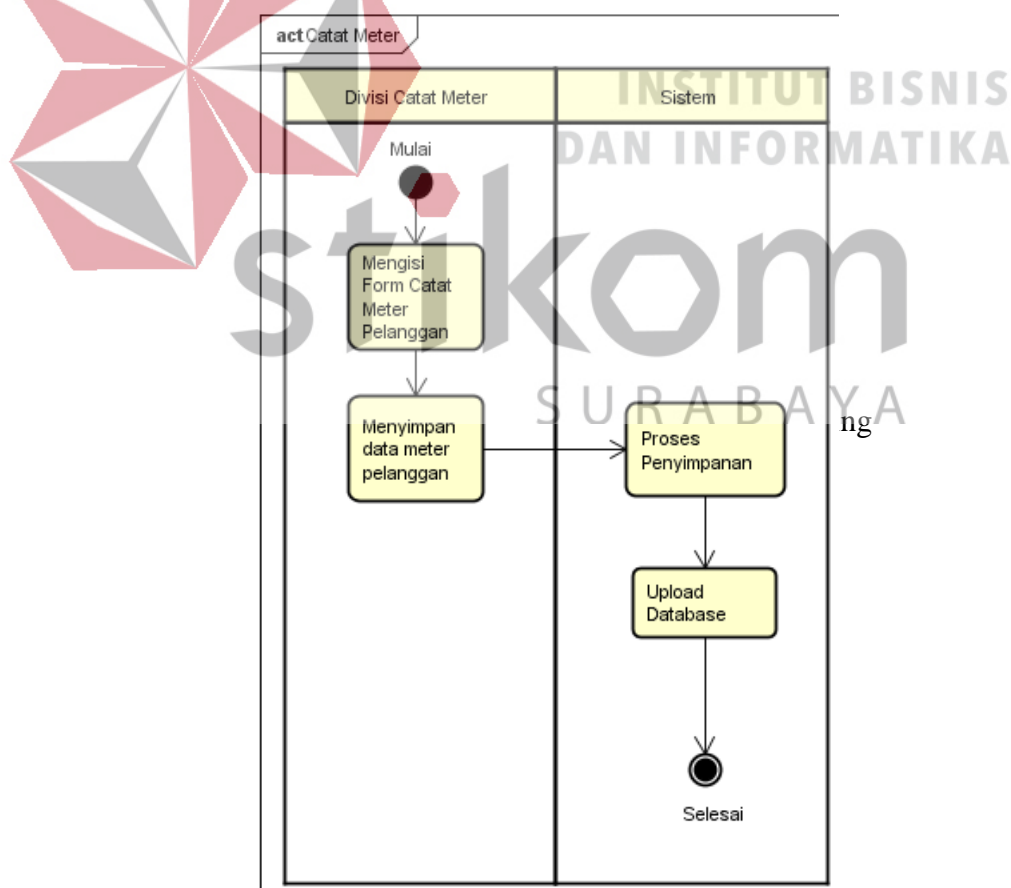 act Catat Meter
Divisi Catat Meter
Sistem
INSTITUT BISNIS
DAN INFORMATIKA
Mulai
stikom
Mengisi
Form Catat
Meter
Pelanggan
SURABAYA
ng
Menyimpan
data meter
pelanggan
Proses
Penyimpanan
Upload
Database
Selesai